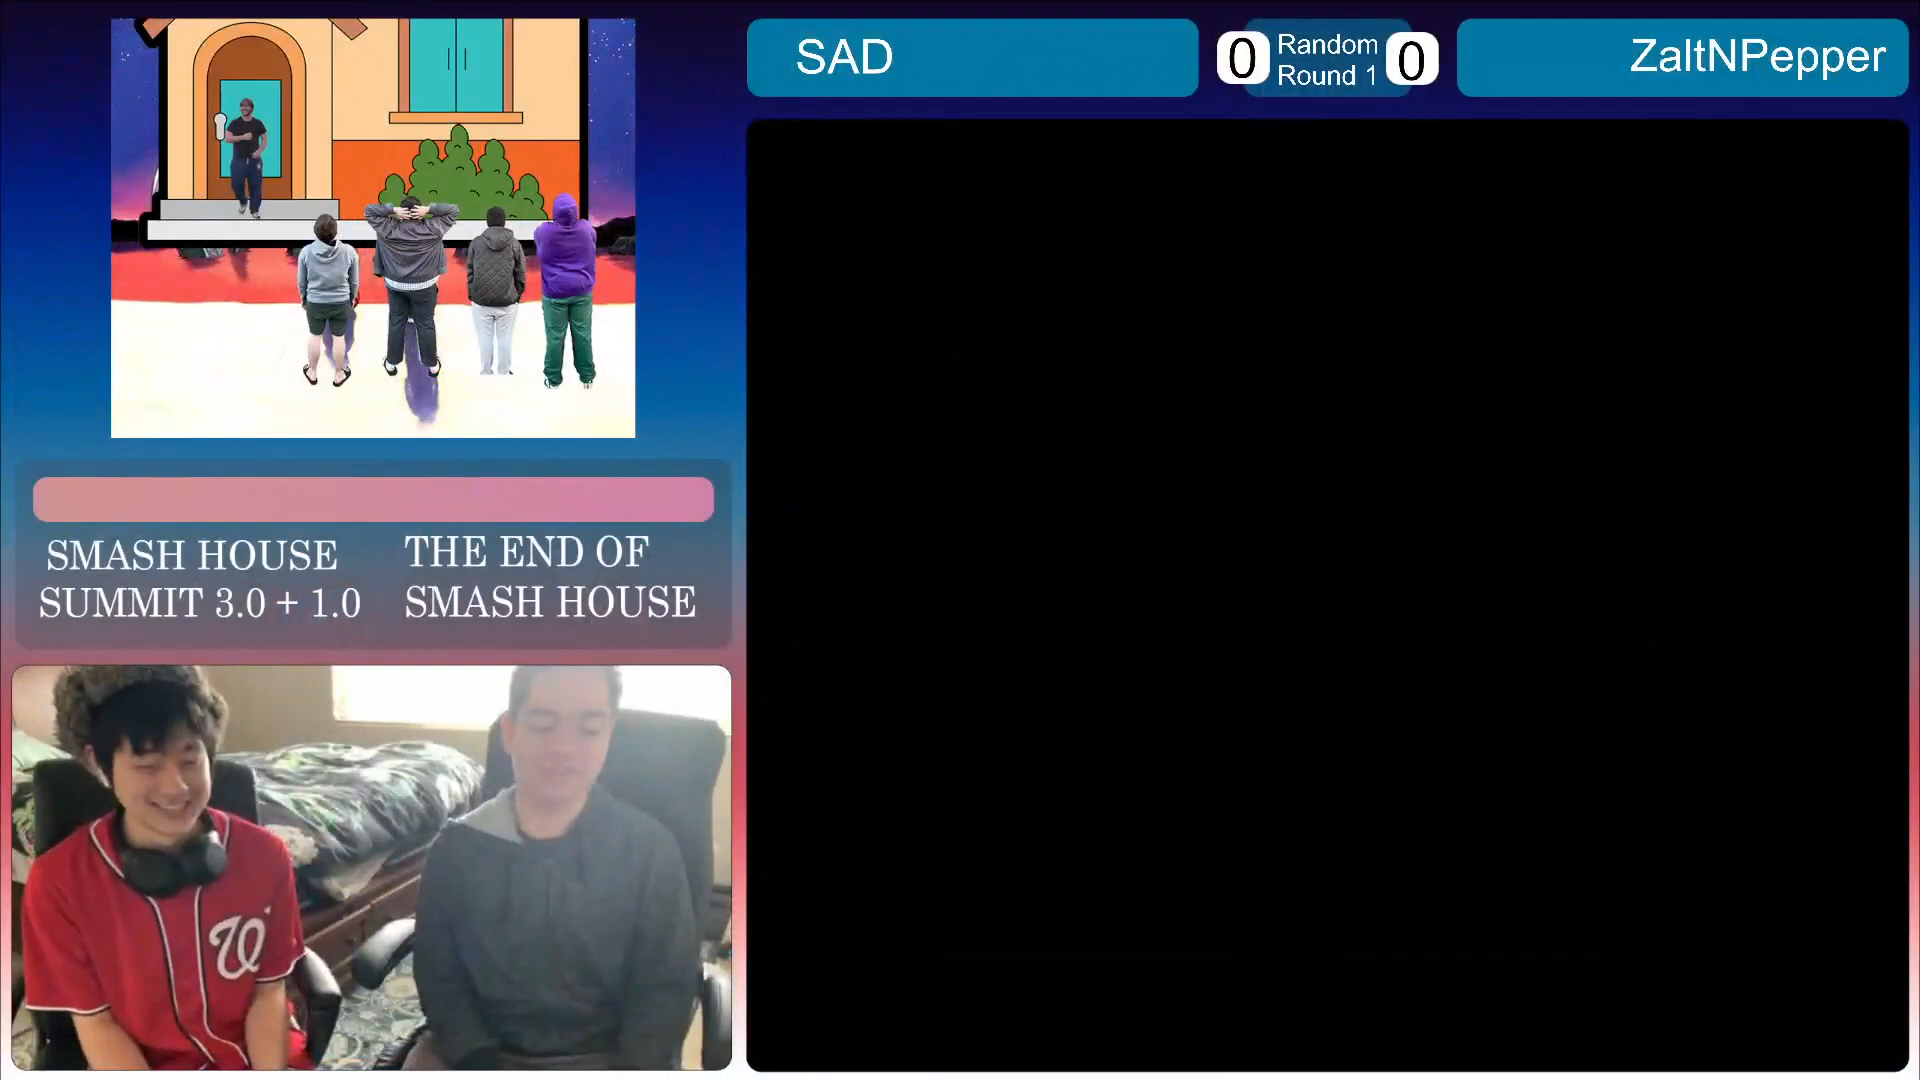 SAD
0
Random
Round 1
0
ZaltNPepper
SMASH HOUSE
SUMMIT 3.0 + 1.0
THE END OF
SMASH HOUSE
W